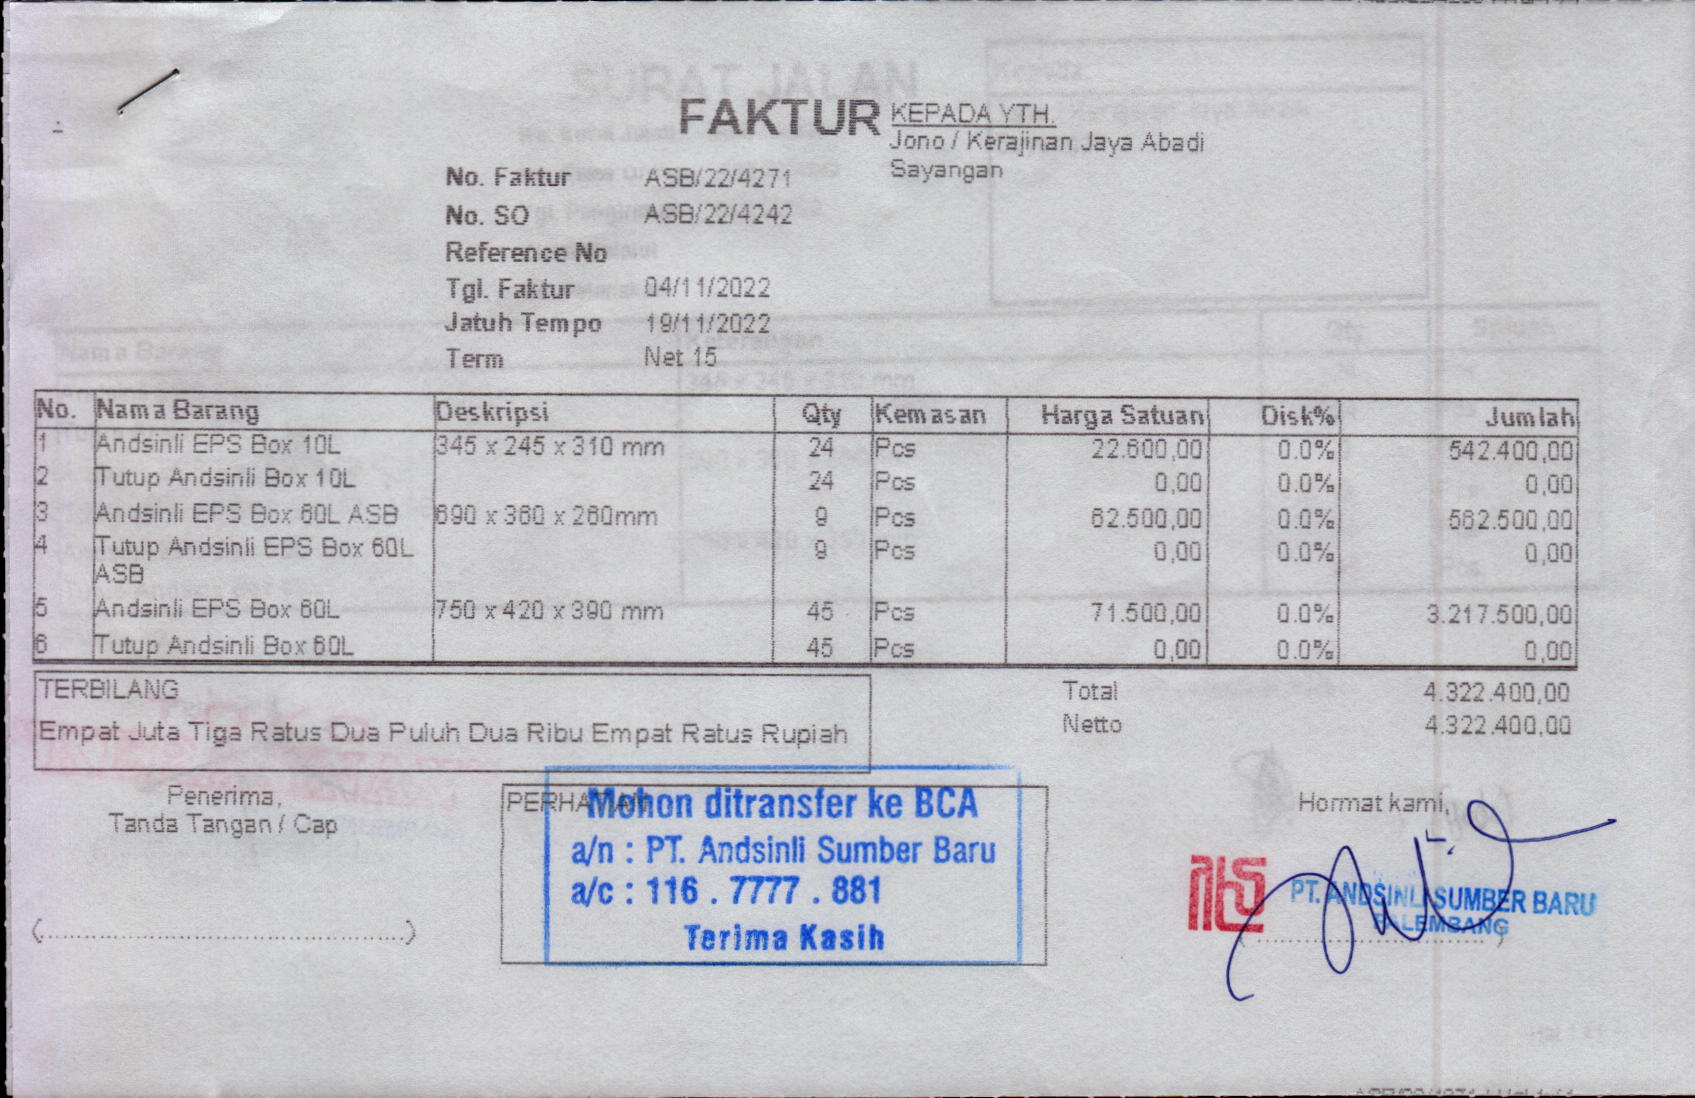 FAKTUR
KEPADA YTH.
Jono / Kerajinan Jaya Abadi
Sayangan
No. Faktur ASB/22/4271
No. SO ASB/22/4242
Reference No
Tgl. Faktur 04/11/2022
Jatuh Tempo 19/11/2022
Term Net 15
No. Nama Barang Deskripsi Qty Kemasan Harga Satuan Disk% Jumlah
1 Andsinli EPS Box 10L 345 x 245 x 310 mm 24 Pcs 22.600,00 0.0% 542.400,00
2 Tutup Andsinli Box 10L 24 Pcs 0,00 0.0% 0,00
3 Andsinli EPS Box 60L ASB 690 x 360 x 260mm 9 Pcs 62.500,00 0.0% 562.500,00
4 Tutup Andsinli EPS Box 60L 9 Pcs 0,00 0.0% 0,00
ASB
5 Andsinli EPS Box 60L 750 x 420 x 390 mm 45 Pcs 71.500,00 0.0% 3.217.500,00
6 Tutup Andsinli Box 60L 45 Pcs 0,00 0.0% 0,00
TERBILANG
Empat Juta Tiga Ratus Dua Puluh Dua Ribu Empat Ratus Rupiah
Total 4.322.400,00
Netto 4.322.400,00
Penerima,
Tanda Tangan / Cap
PERHATIAN
Mohon ditransfer ke BCA
a/n : PT. Andsinli Sumber Baru
a/c : 116 . 7777 . 881
Terima Kasih
Hormat kami,
PT. ANDSINLI SUMBER BARU
PALEMBANG